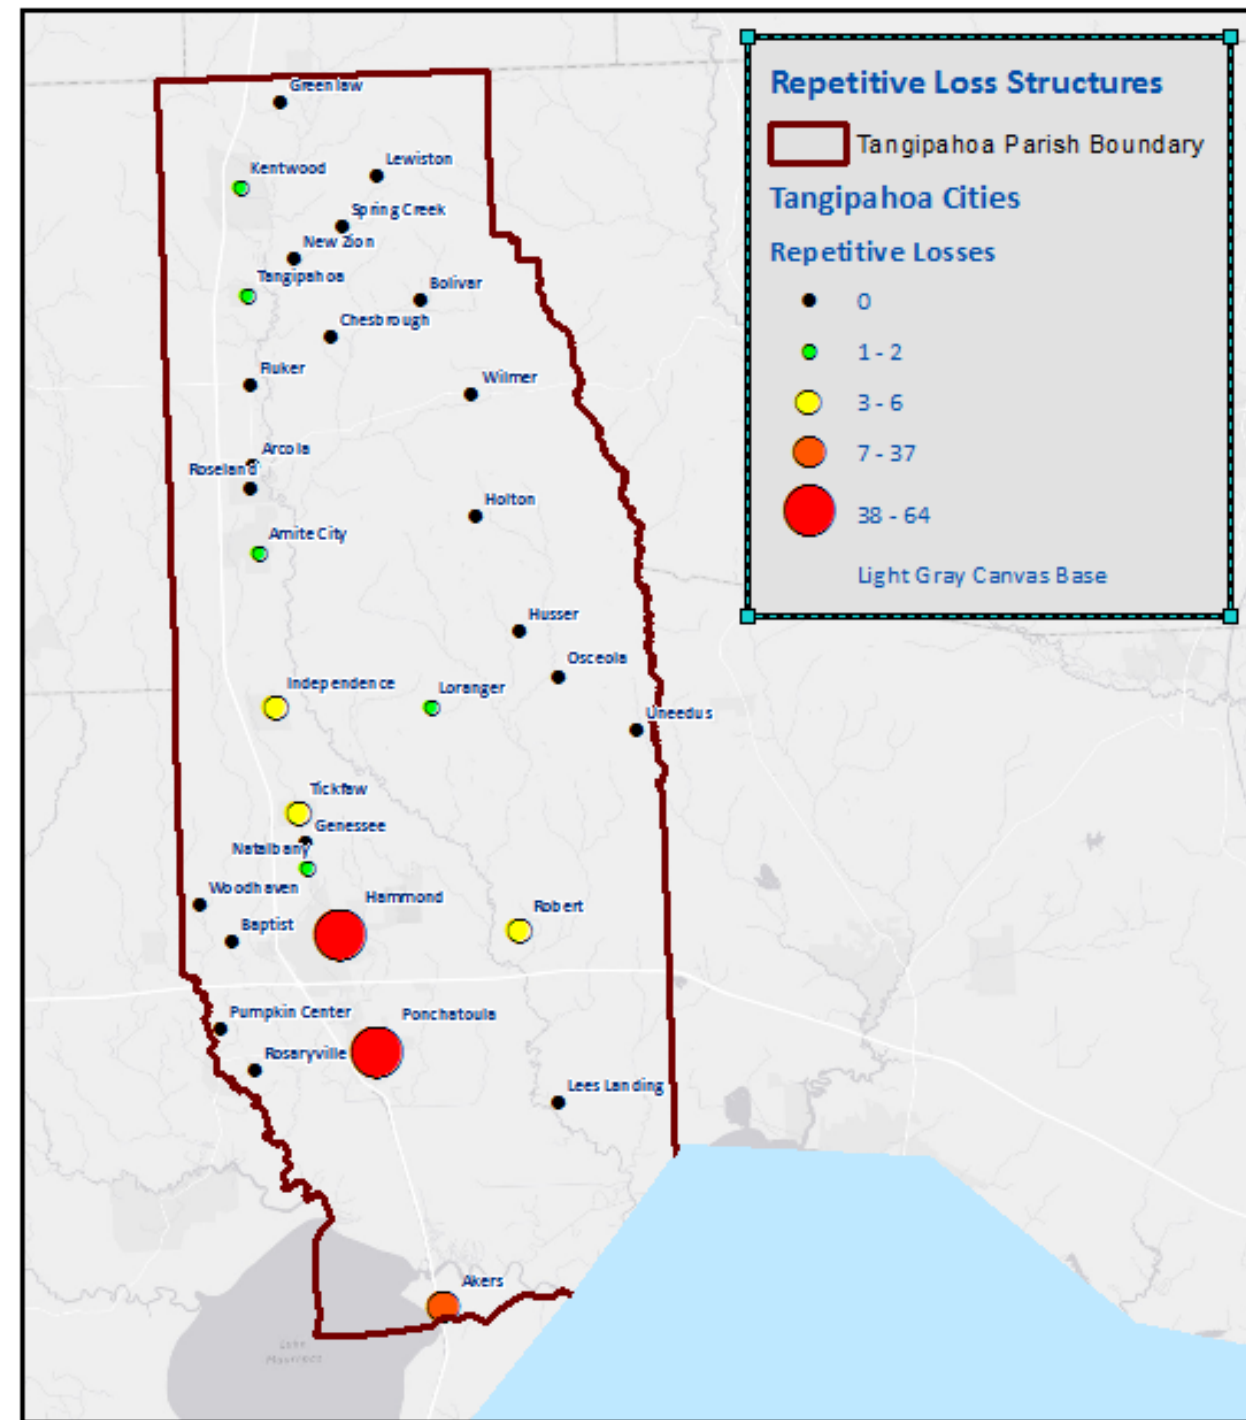 Repetitive Loss Structures
Tangipahoa Parish Boundary
Tangipahoa Cities
Repetitive Losses
0
1 - 2
3 - 6
7 - 37
38 - 64
Light Gray Canvas Base
Greenlaw
Lewiston
Kentwood
Spring Creek
New Zion
Tangipahoa
Bolivar
Chesbrough
Fluker
Wilmer
Arcola
Roseland
Holton
Amite City
Husser
Osceola
Independence
Loranger
Uneedus
Tickfaw
Genessee
Natalbany
Woodhaven
Hammond
Robert
Baptist
Pumpkin Center
Ponchatoula
Rosaryville
Lees Landing
Akers
Lake
Maurepas